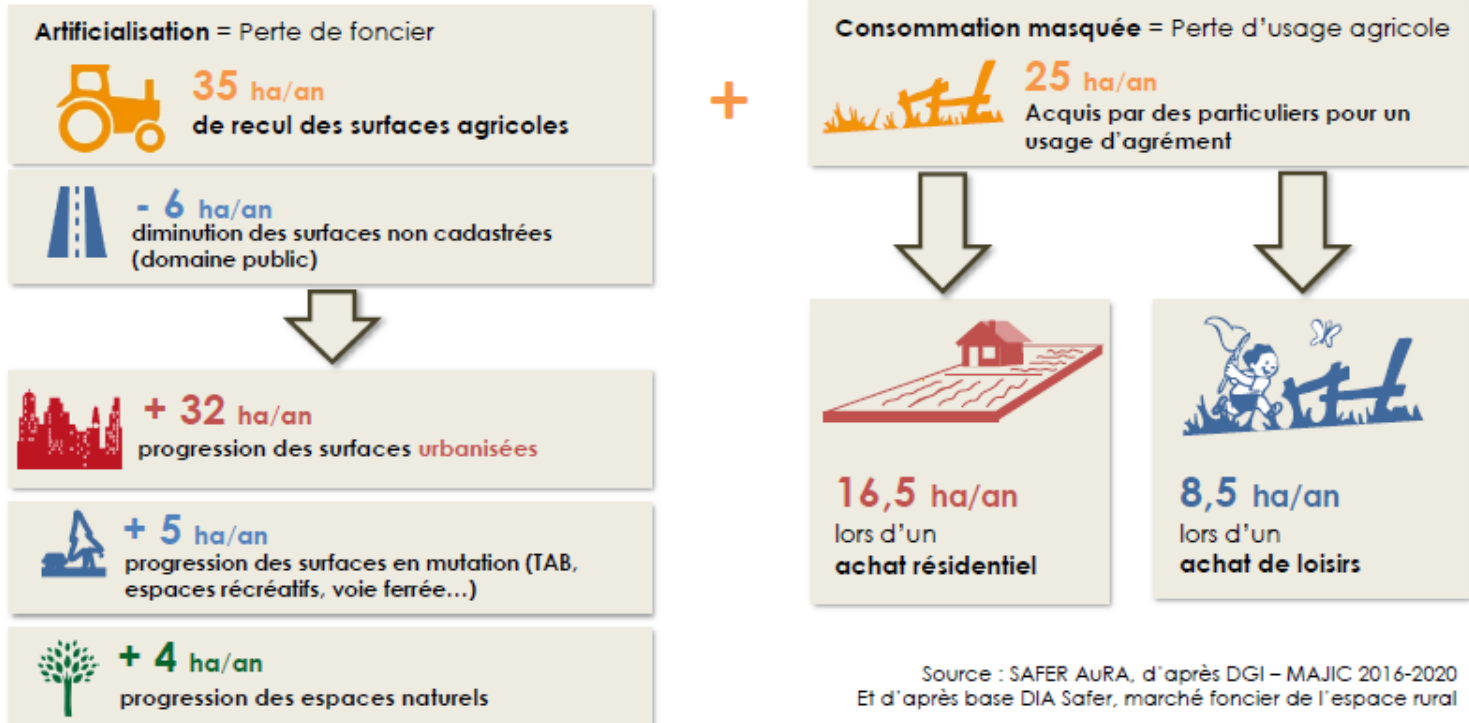 Artificialisation = Perte de foncier
35 ha/an
de recul des surfaces agricoles
- 6 ha/an
diminution des surfaces non cadastrées
(domaine public)
+ 32 ha/an
progression des surfaces urbanisées
+ 5 ha/an
progression des surfaces en mutation (TAB,
espaces récréatifs, voie ferrée...)
+ 4 ha/an
progression des espaces naturels
+
Consommation masquée = Perte d'usage agricole
25 ha/an
Acquis par des particuliers pour un
usage d'agrément
16,5 ha/an
lors d'un
achat résidentiel
8,5 ha/an
lors d'un
achat de loisirs
Source : SAFER AuRA, d'après DGI – MAJIC 2016-2020
Et d'après base DIA Safer, marché foncier de l'espace rural